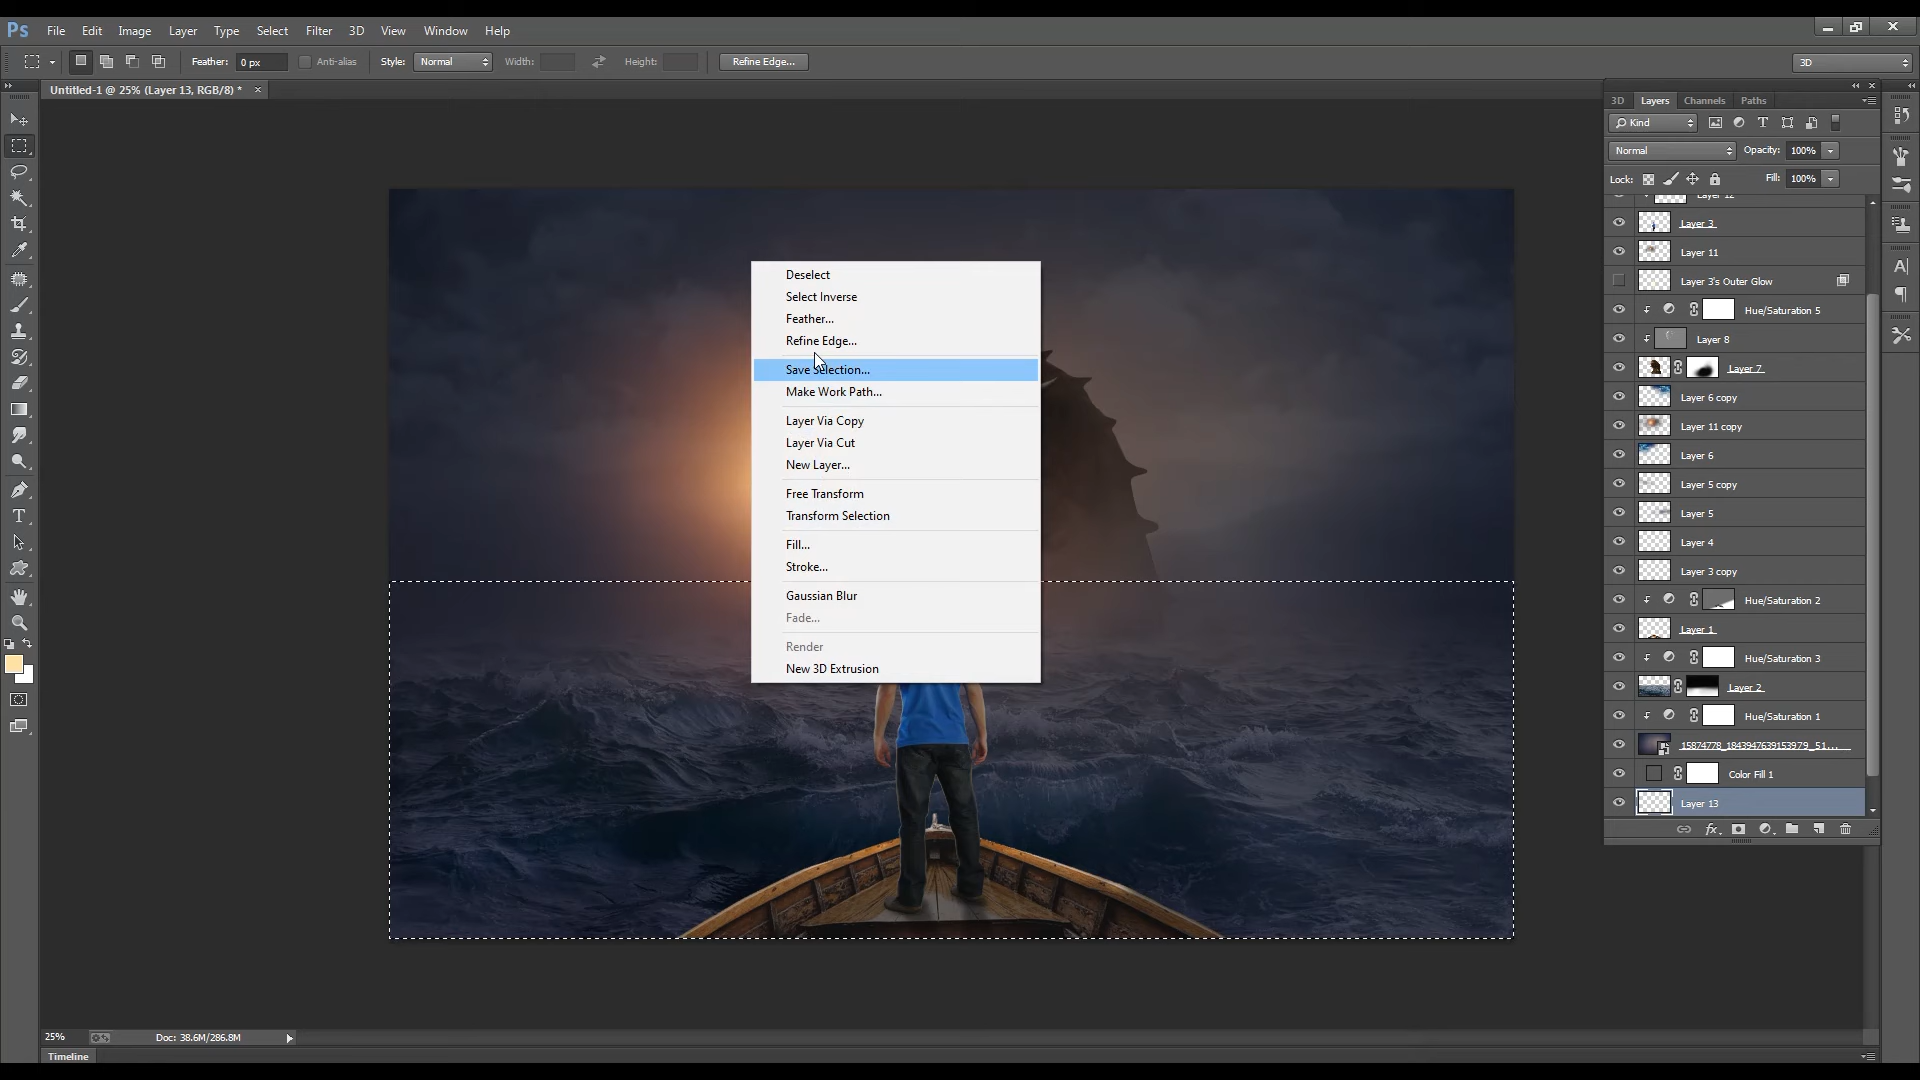 Ps File Edit Image Layer Type Select Filter 3D View Window Help
Feather: 0 px Anti-alias Style: Normal Width: Height: Refine Edge... 3D
Untitled-1 @ 25% (Layer 13, RGB/8) * ×
3D Layers Channels Paths
Kind
Normal Opacity: 100%
Lock: Fill: 100%
Layer 12
Layer 3
Layer 11
Layer 3's Outer Glow
Hue/Saturation 5
Layer 8
Layer 7
Layer 6 copy
Layer 11 copy
Layer 6
Layer 5 copy
Layer 5
Layer 4
Layer 3 copy
Hue/Saturation 2
Layer 1
Hue/Saturation 3
Layer 2
Hue/Saturation 1
15874778_1843947639153979_51...
Color Fill 1
Layer 13
fx
Deselect
Select Inverse
Feather...
Refine Edge...
Save Selection...
Make Work Path...
Layer Via Copy
Layer Via Cut
New Layer...
Free Transform
Transform Selection
Fill...
Stroke...
Gaussian Blur
Fade...
Render
New 3D Extrusion
25% Doc: 38.6M/286.8M
Timeline